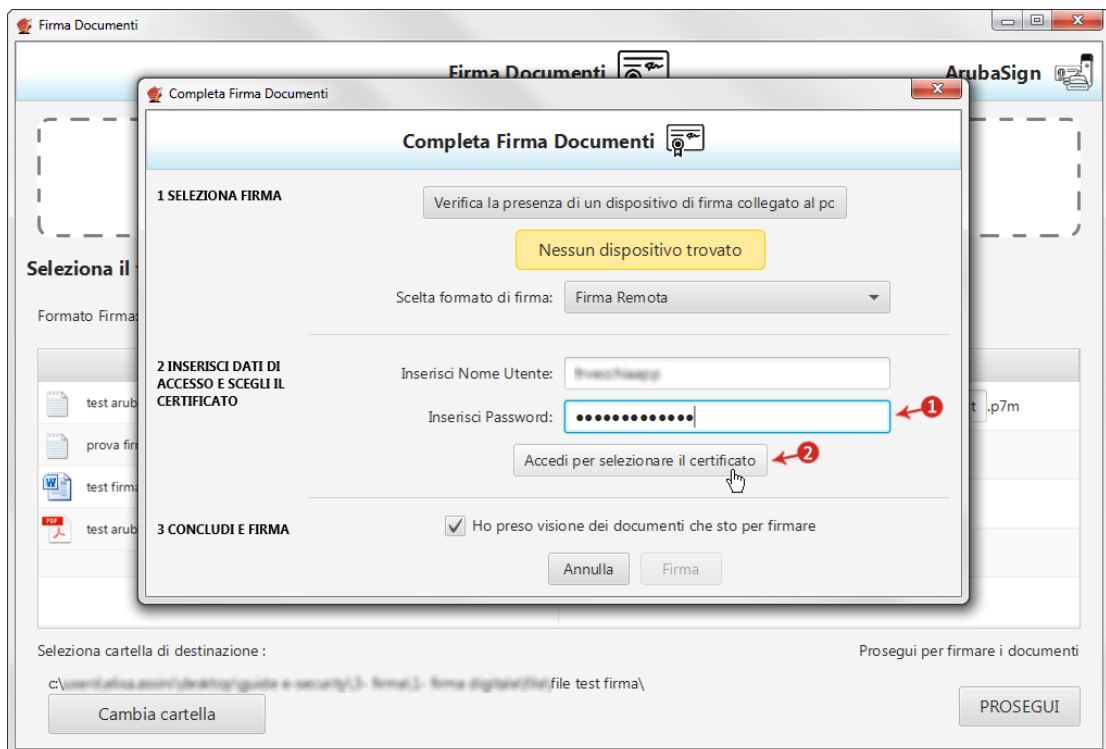 Firma Documenti
Firma Documenti
ArubaSign
Completa Firma Documenti
Completa Firma Documenti
1 SELEZIONA FIRMA
Verifica la presenza di un dispositivo di firma collegato al pc
Nessun dispositivo trovato
Scelta formato di firma:
Firma Remota
Seleziona il
Formato Firma:
2 INSERISCI DATI DI
ACCESSO E SCEGLI IL
CERTIFICATO
Inserisci Nome Utente:
Inserisci Password:
●●●●●●●●●●●●●
1
Accedi per selezionare il certificato
2
test arub
t .p7m
prova fir
test firma
PDF
test arub
3 CONCLUDI E FIRMA
Ho preso visione dei documenti che sto per firmare
Annulla
Firma
Seleziona cartella di destinazione :
Prosegui per firmare i documenti
c:\
file test firma\
Cambia cartella
PROSEGUI